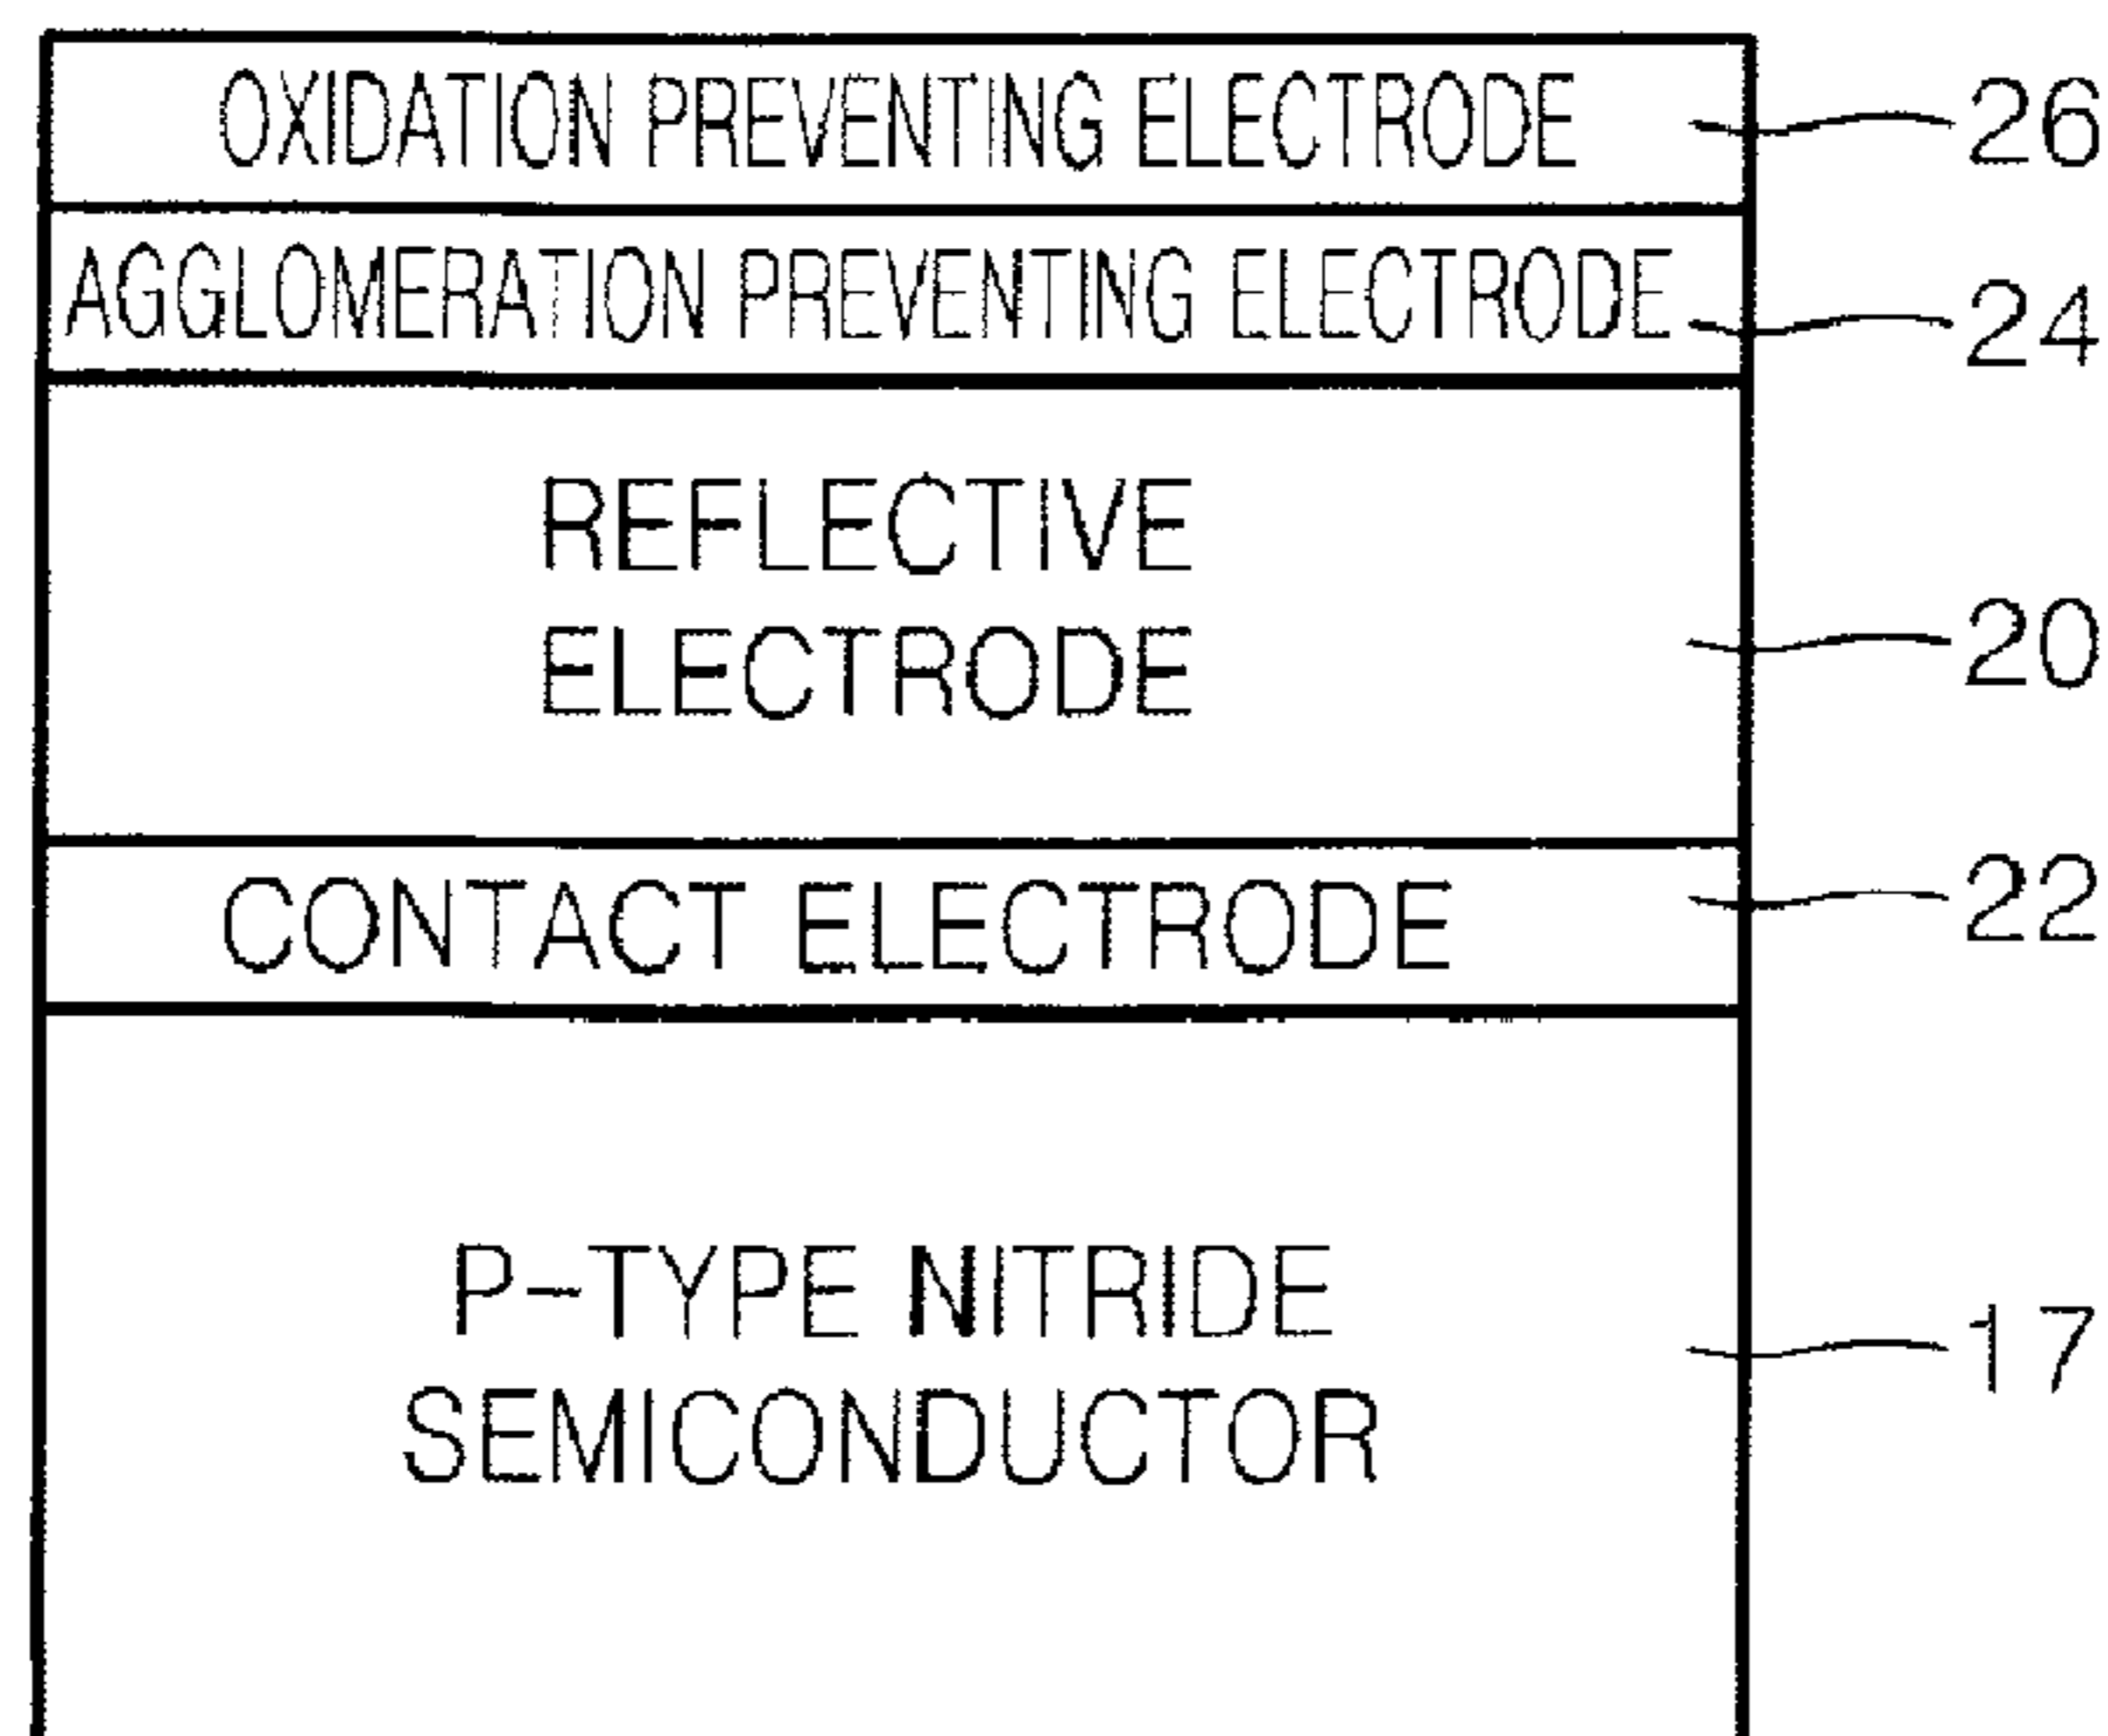 OXIDATION PREVENTING ELECTRODE 26
AGGLOMERATION PREVENTING ELECTRODE 24
REFLECTIVE
ELECTRODE 20
CONTACT ELECTRODE 22
P-TYPE NITRIDE
SEMICONDUCTOR 17